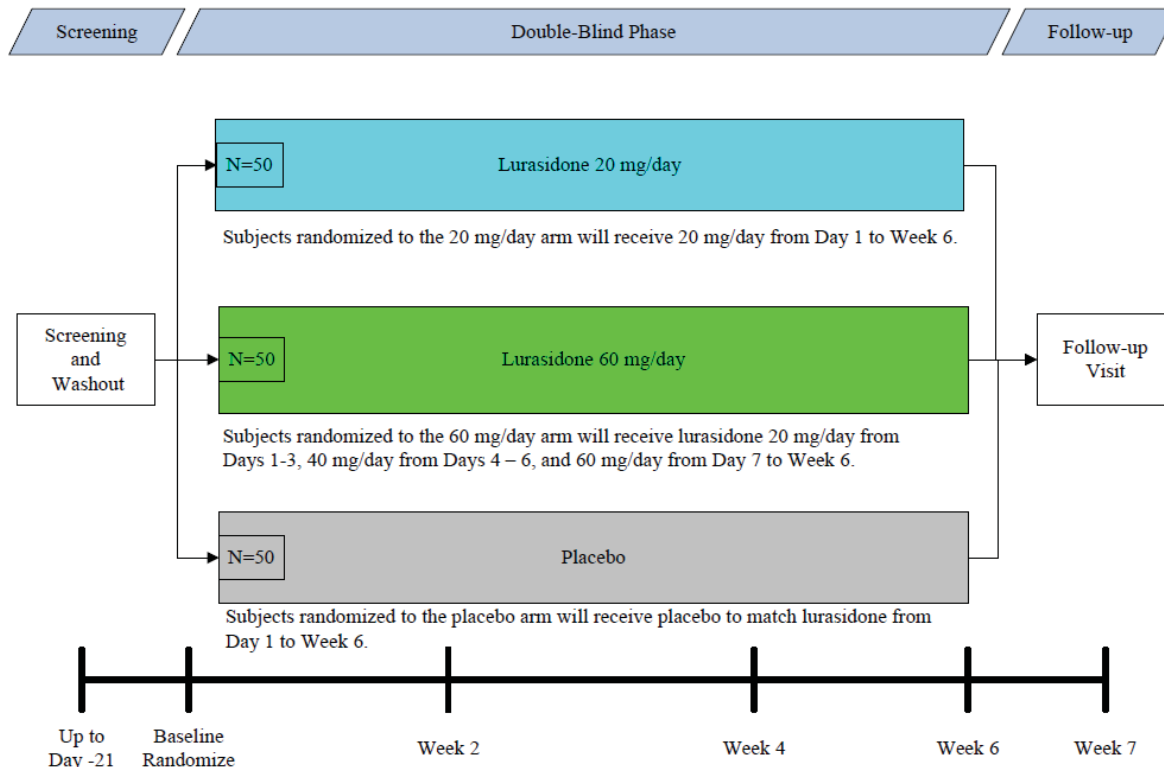 Screening
Double-Blind Phase
Follow-up
N=50
Lurasidone 20 mg/day
Subjects randomized to the 20 mg/day arm will receive 20 mg/day from Day 1 to Week 6.
Screening
and
Washout
N=50
Lurasidone 60 mg/day
Follow-up
Visit
Subjects randomized to the 60 mg/day arm will receive lurasidone 20 mg/day from
Days 1-3, 40 mg/day from Days 4 – 6, and 60 mg/day from Day 7 to Week 6.
N=50
Placebo
Subjects randomized to the placebo arm will receive placebo to match lurasidone from
Day 1 to Week 6.
Up to
Day -21
Baseline
Randomize
Week 2
Week 4
Week 6
Week 7